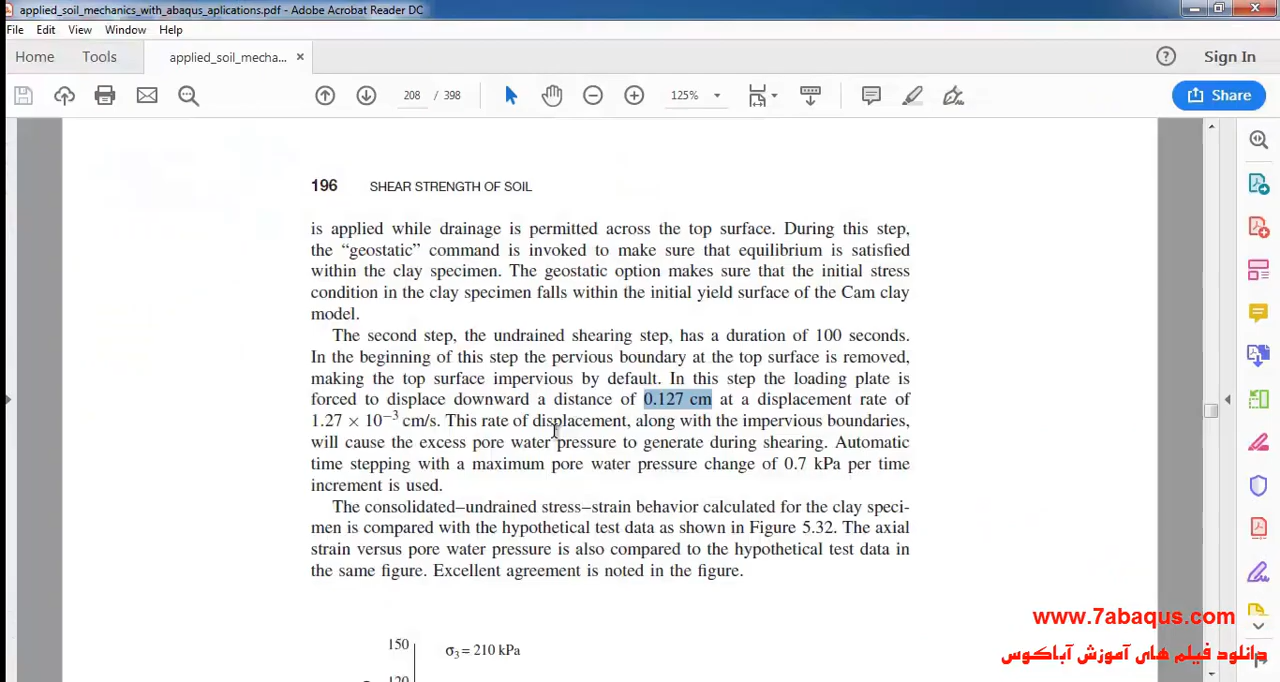 applied_soil_mechanics_with_abaqus_aplications.pdf - Adobe Acrobat Reader DC
File Edit View Window Help
Home Tools applied_soil_mecha... ×
Sign In
208 / 398 125% Share
196 SHEAR STRENGTH OF SOIL
is applied while drainage is permitted across the top surface. During this step,
the “geostatic” command is invoked to make sure that equilibrium is satisfied
within the clay specimen. The geostatic option makes sure that the initial stress
condition in the clay specimen falls within the initial yield surface of the Cam clay
model.
The second step, the undrained shearing step, has a duration of 100 seconds.
In the beginning of this step the pervious boundary at the top surface is removed,
making the top surface impervious by default. In this step the loading plate is
forced to displace downward a distance of 0.127 cm at a displacement rate of
1.27 × 10⁻³ cm/s. This rate of displacement, along with the impervious boundaries,
will cause the excess pore water pressure to generate during shearing. Automatic
time stepping with a maximum pore water pressure change of 0.7 kPa per time
increment is used.
The consolidated–undrained stress–strain behavior calculated for the clay speci-
men is compared with the hypothetical test data as shown in Figure 5.32. The axial
strain versus pore water pressure is also compared to the hypothetical test data in
the same figure. Excellent agreement is noted in the figure.
www.7abaqus.com
دانلود فیلم های آموزش آباکوس
150 σ₃ = 210 kPa
120